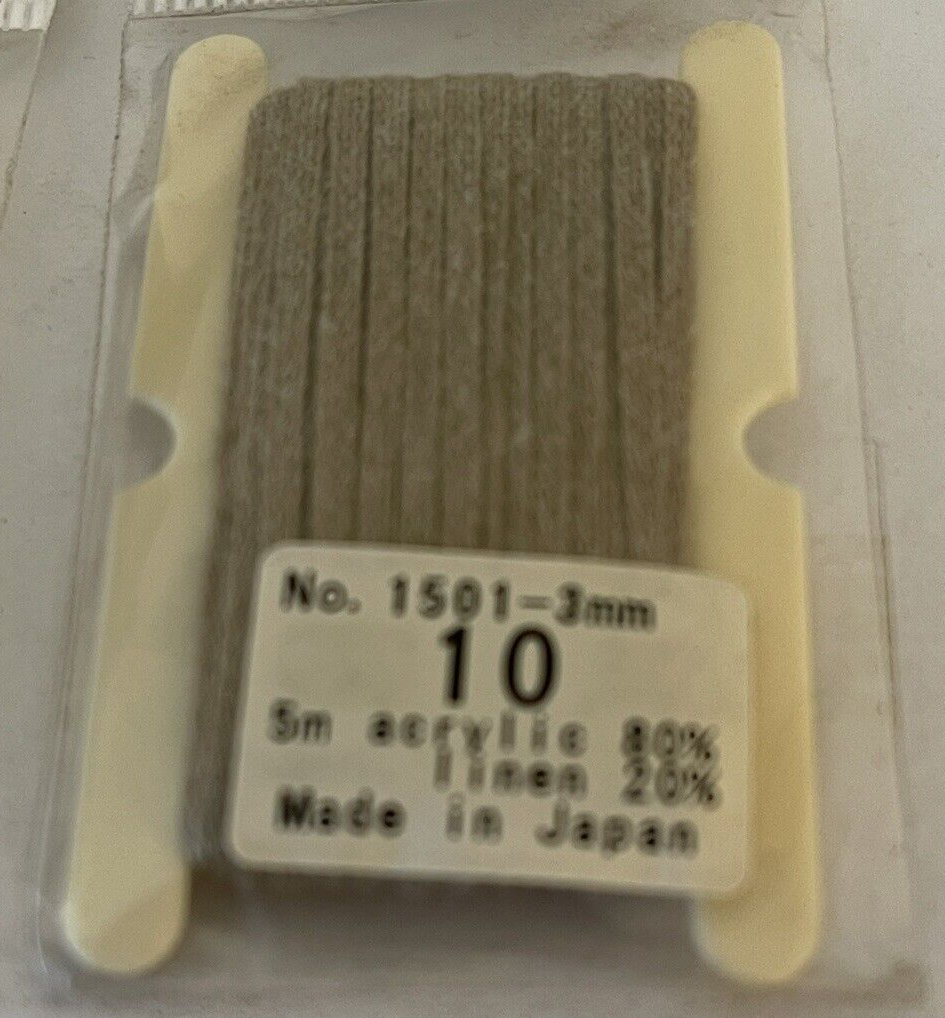 No. 1501-3mm
10
5m acrylic 80%
linen 20%
Made in Japan